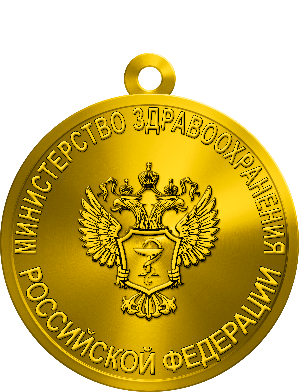 МИНИСТЕРСТВО ЗДРАВООХРАНЕНИЯ
РОССИЙСКОЙ ФЕДЕРАЦИИ